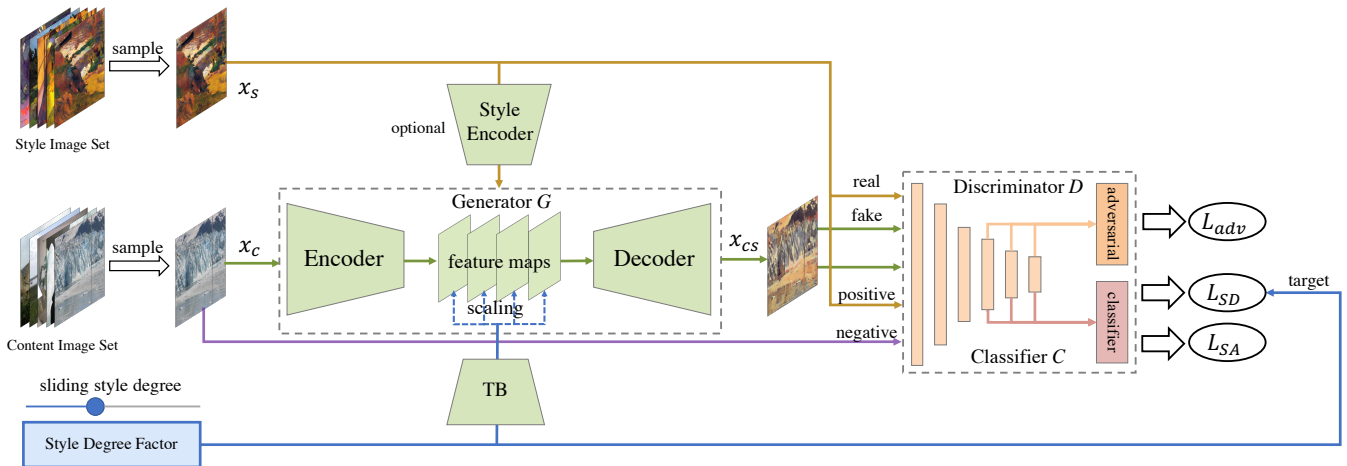 sample
x_s
Style Image Set
optional
Style
Encoder
Generator G
Encoder
feature maps
scaling
Decoder
sample
x_c
x_cs
Content Image Set
real
fake
positive
negative
Discriminator D
Classifier C
adversarial
classifier
L_adv
L_SD
L_SA
target
TB
sliding style degree
Style Degree Factor